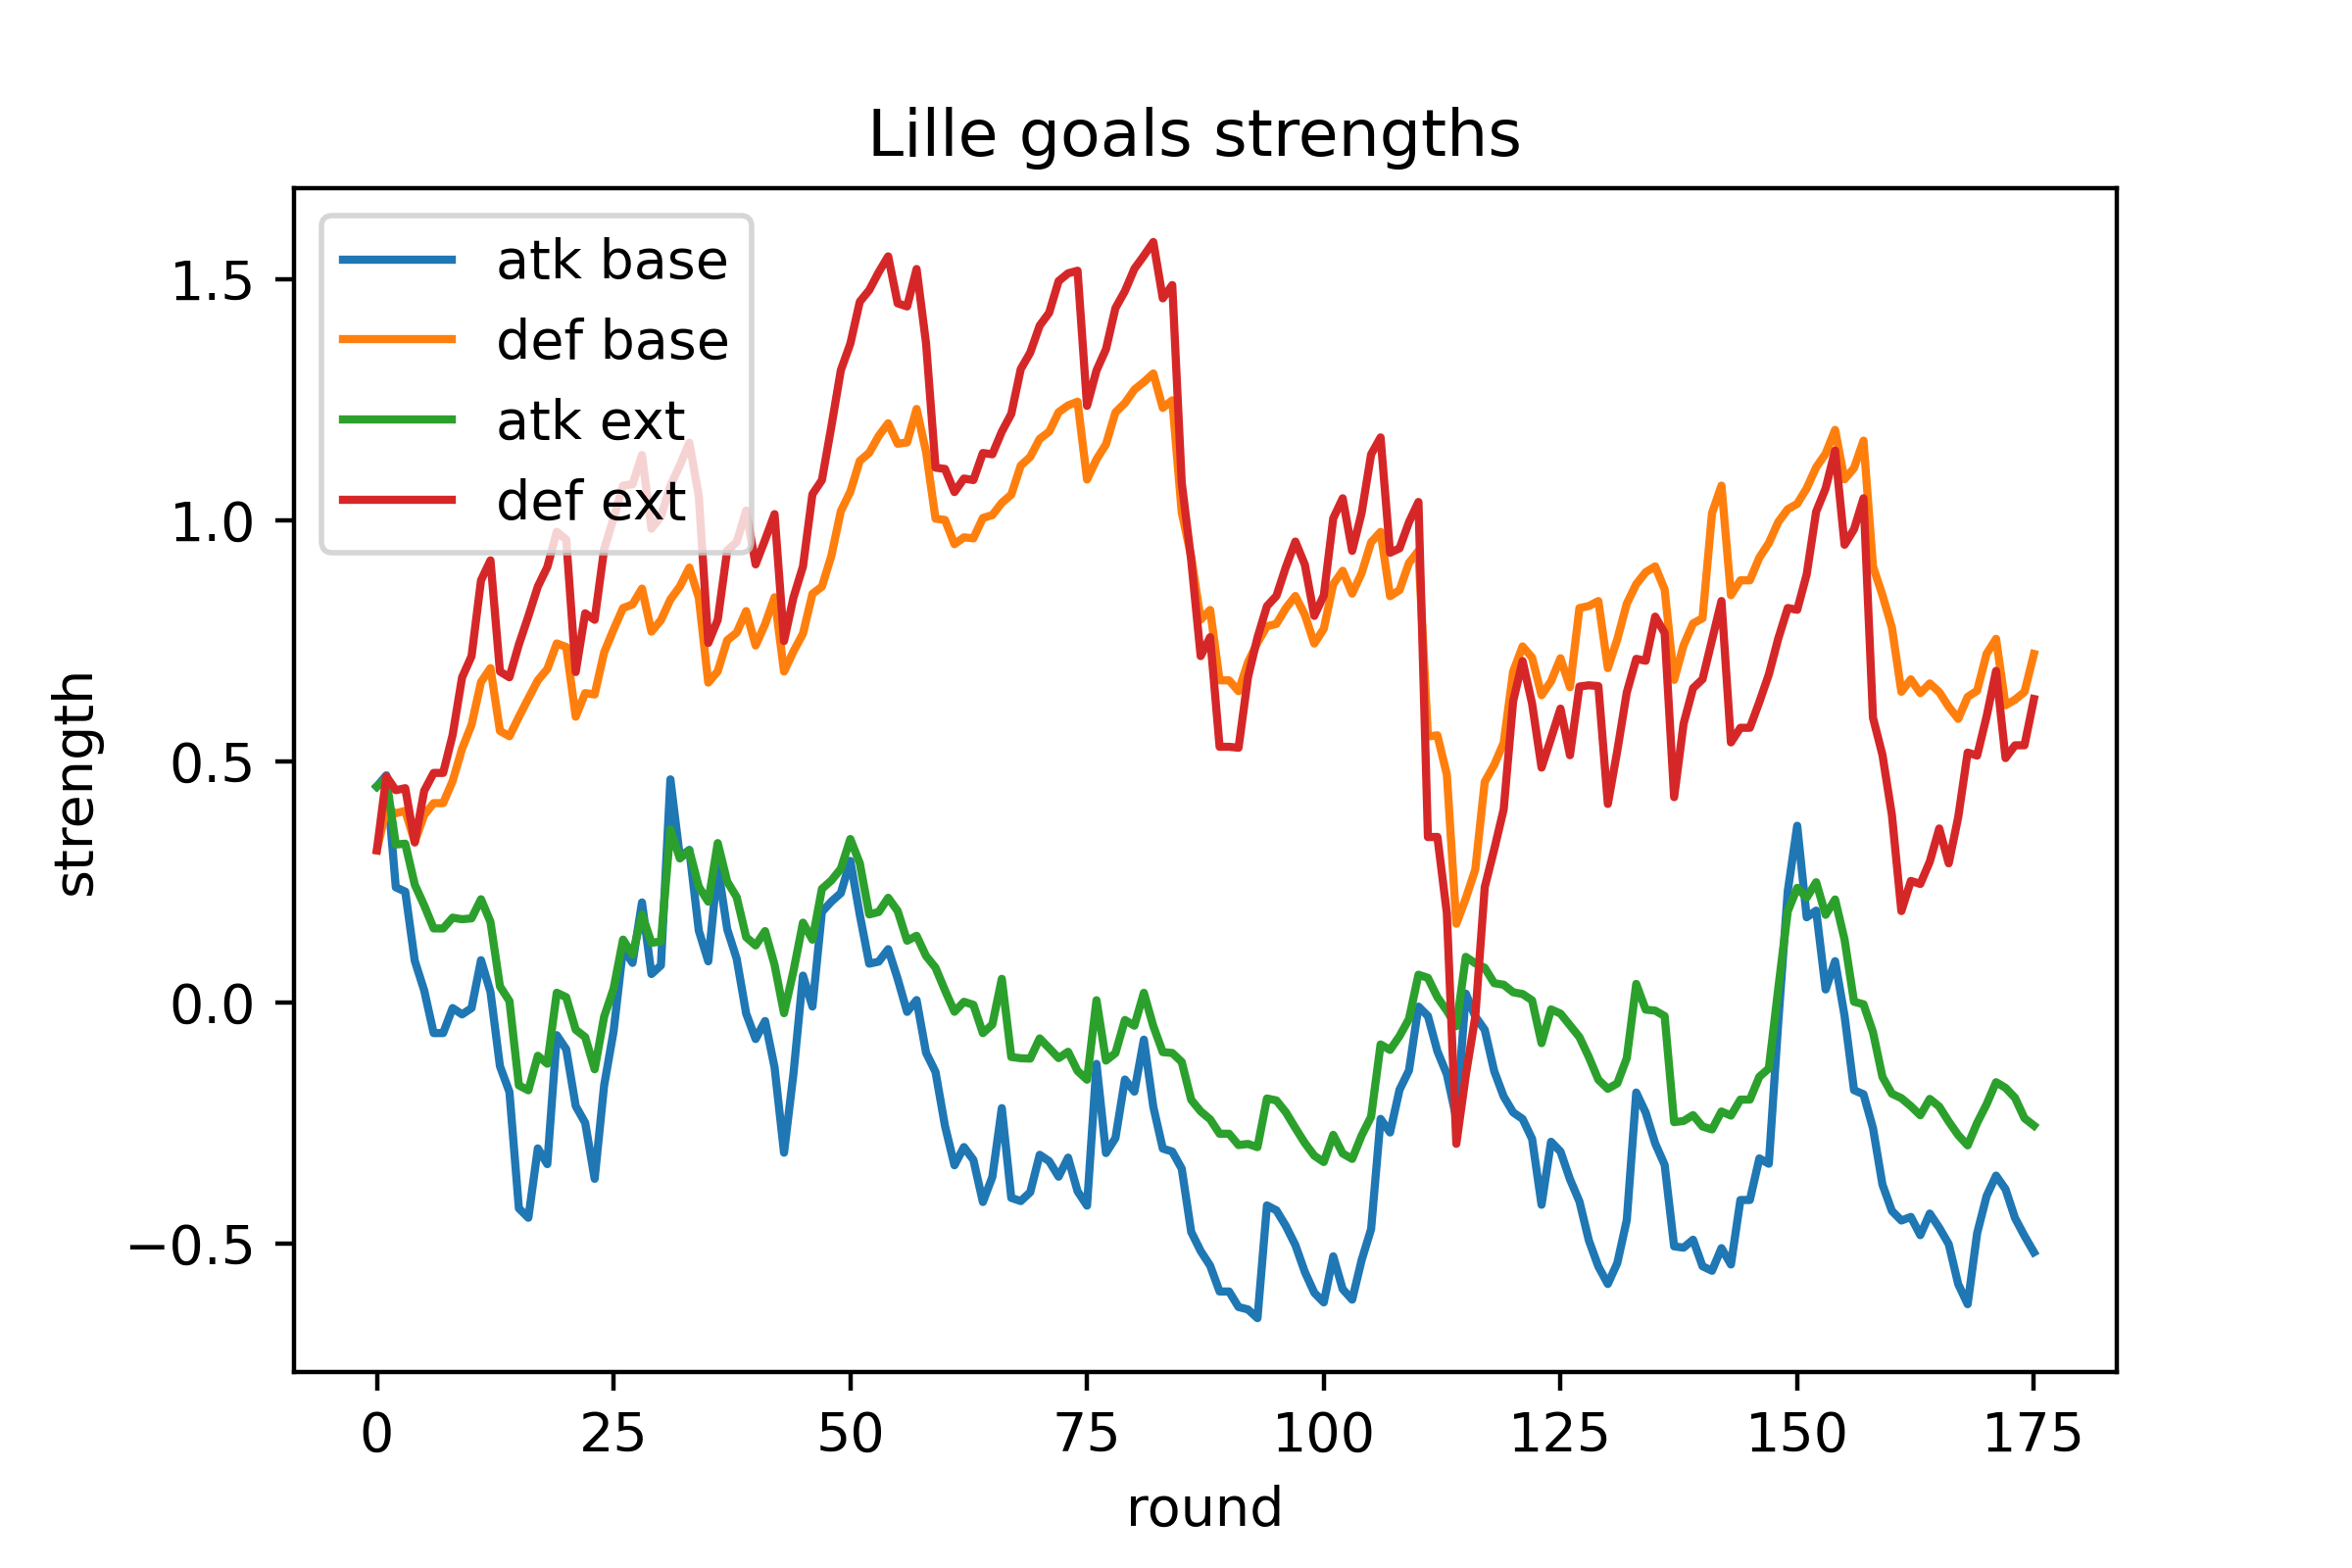 Lille goals strengths
atk base
def base
atk ext
def ext
1.5
1.0
0.5
0.0
−0.5
strength
0 25 50 75 100 125 150 175
round